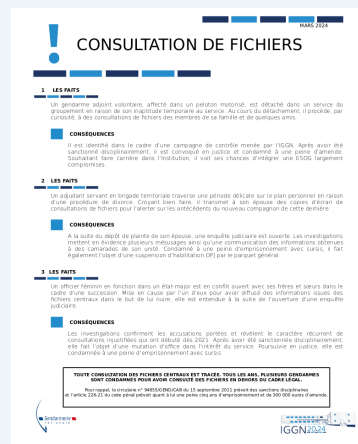 MARS 2024
! CONSULTATION DE FICHIERS
1 LES FAITS
Un gendarme adjoint volontaire, affecté dans un peloton motorisé, est détaché dans un service du
groupement en raison de son inaptitude temporaire au service. Au cours du détachement, il procède, par
curiosité, à des consultations de fichiers des membres de sa famille et de quelques amis.
CONSÉQUENCES
Il est identifié dans le cadre d'une campagne de contrôle menée par l'IGGN. Après avoir été
sanctionné disciplinairement, il est convoqué en justice et condamné à une peine d'amende.
Souhaitant faire carrière dans l'institution, il voit ses chances d'intégrer une ESOG largement
compromises.
2 LES FAITS
Un adjudant servant en brigade territoriale traverse une période délicate sur le plan personnel en raison
d'une procédure de divorce. Croyant bien faire, il transmet à son épouse des copies d'écran de
consultations de fichiers pour l'alerter sur les antécédents du nouveau compagnon de cette dernière.
CONSÉQUENCES
À la suite du dépôt de plainte de son épouse, une enquête judiciaire est ouverte. Les investigations
mettent en évidence plusieurs mésusages ainsi qu'une communication des informations obtenues
à des camarades de son unité. Condamné à une peine d'emprisonnement avec sursis, il fait
également l'objet d'une suspension d'habilitation OPJ par le parquet général.
3 LES FAITS
Un officier féminin en fonction dans un état-major est en conflit ouvert avec ses frères et sœurs dans le
cadre d'une succession. Mise en cause par l'un d'eux pour avoir diffusé des informations issues des
fichiers centraux dans le but de lui nuire, elle est entendue à la suite de l'ouverture d'une enquête
judiciaire.
CONSÉQUENCES
Les investigations confirment les accusations portées et révèlent le caractère récurrent de
consultations injustifiées qui ont débuté dès 2021. Après avoir été sanctionnée disciplinairement,
elle fait l'objet d'une mutation d'office dans l'intérêt du service. Poursuivie en justice, elle est
condamnée à une peine d'emprisonnement avec sursis.
TOUTE CONSULTATION DES FICHIERS CENTRAUX EST TRACÉE. TOUS LES ANS, PLUSIEURS GENDARMES
SONT CONDAMNÉS POUR AVOIR CONSULTÉ DES FICHIERS EN DEHORS DU CADRE LÉGAL.
Pour rappel, la circulaire n° 94855/GEND/CAB du 15 septembre 2011 prévoit des sanctions disciplinaires
et l'article 226-21 du code pénal prévoit quant à lui une peine cinq ans d'emprisonnement et de 300 000 euros d'amende.
Gendarmerie
nationale
IGGN 2024